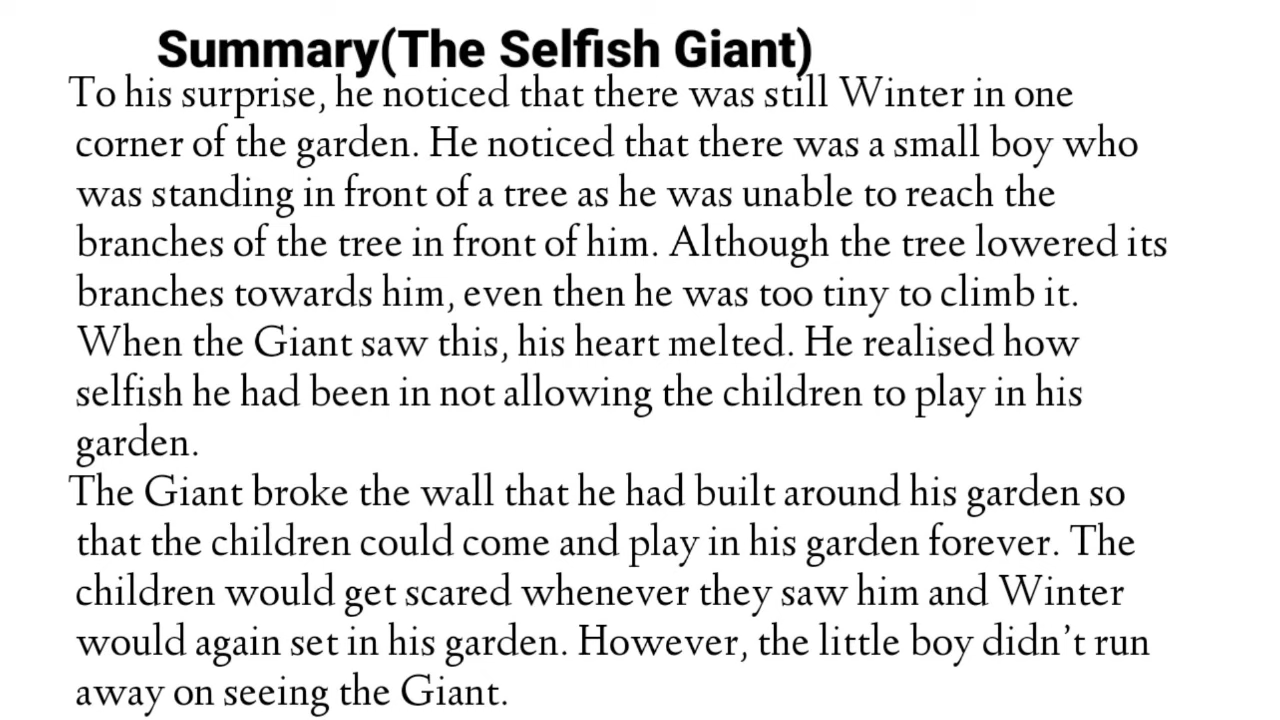 Summary(The Selfish Giant)
To his surprise, he noticed that there was still Winter in one
corner of the garden. He noticed that there was a small boy who
was standing in front of a tree as he was unable to reach the
branches of the tree in front of him. Although the tree lowered its
branches towards him, even then he was too tiny to climb it.
When the Giant saw this, his heart melted. He realised how
selfish he had been in not allowing the children to play in his
garden.
The Giant broke the wall that he had built around his garden so
that the children could come and play in his garden forever. The
children would get scared whenever they saw him and Winter
would again set in his garden. However, the little boy didn’t run
away on seeing the Giant.